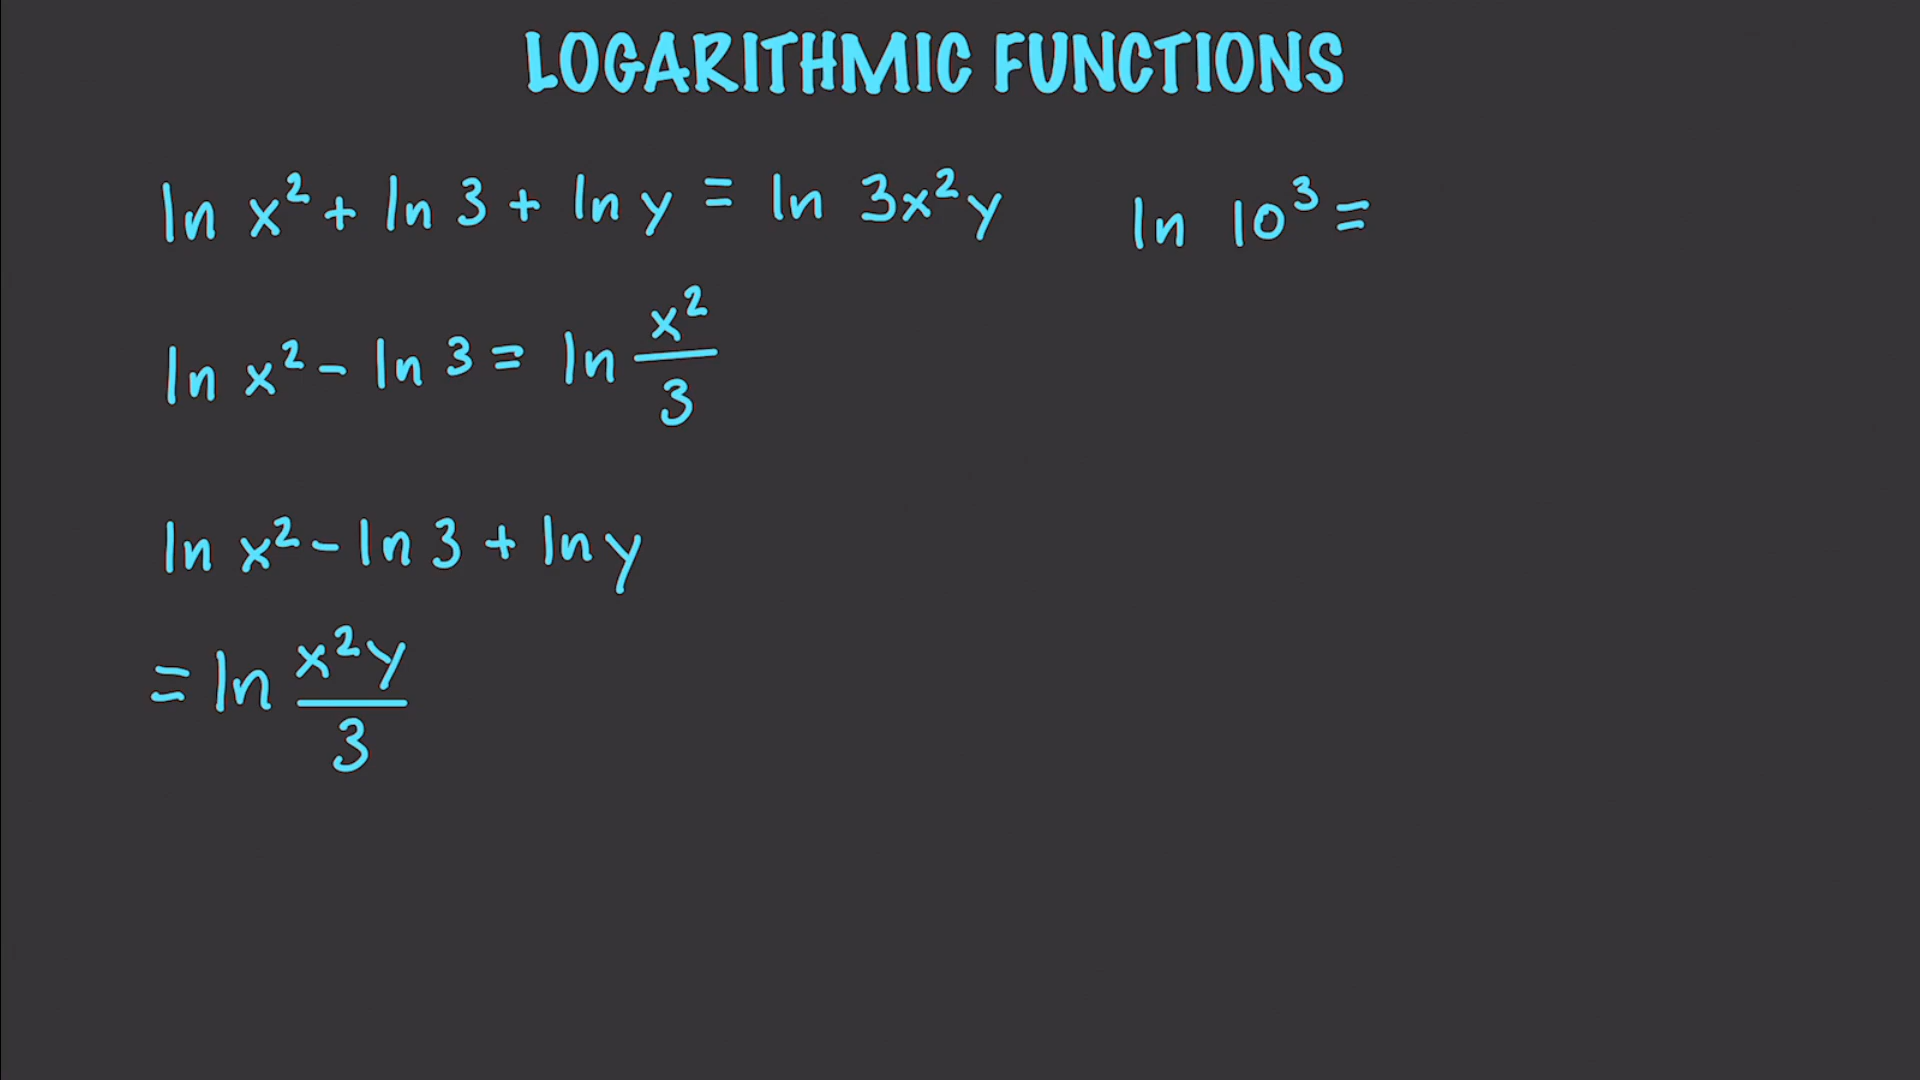 LOGARITHMIC FUNCTIONS
ln x² + ln 3 + ln y = ln 3x²y
ln x² - ln 3 = ln x²/3
ln x² - ln 3 + ln y
= ln x²y/3
ln 10³ =